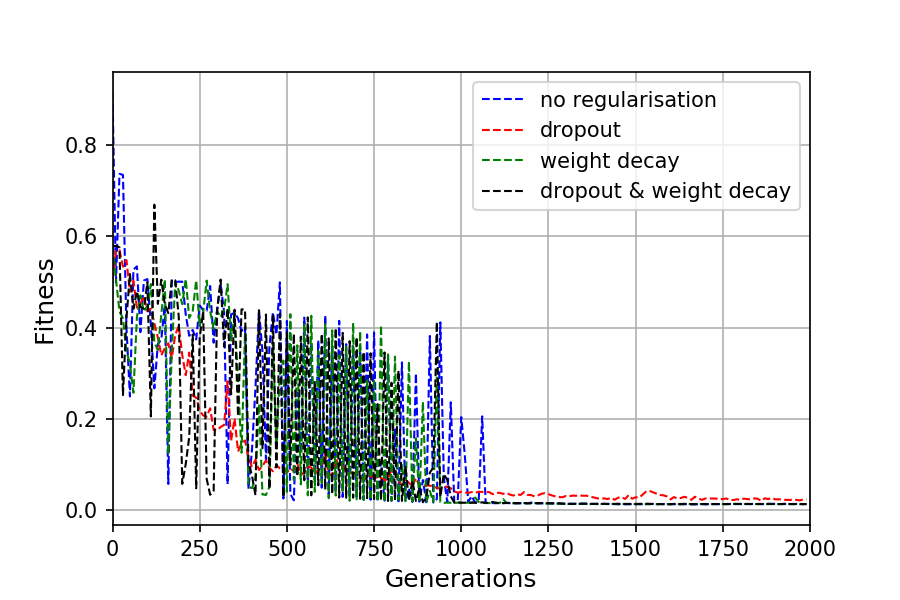 no regularisation
dropout
weight decay
dropout & weight decay
0.8
0.6
0.4
0.2
0.0
Fitness
0 250 500 750 1000 1250 1500 1750 2000
Generations